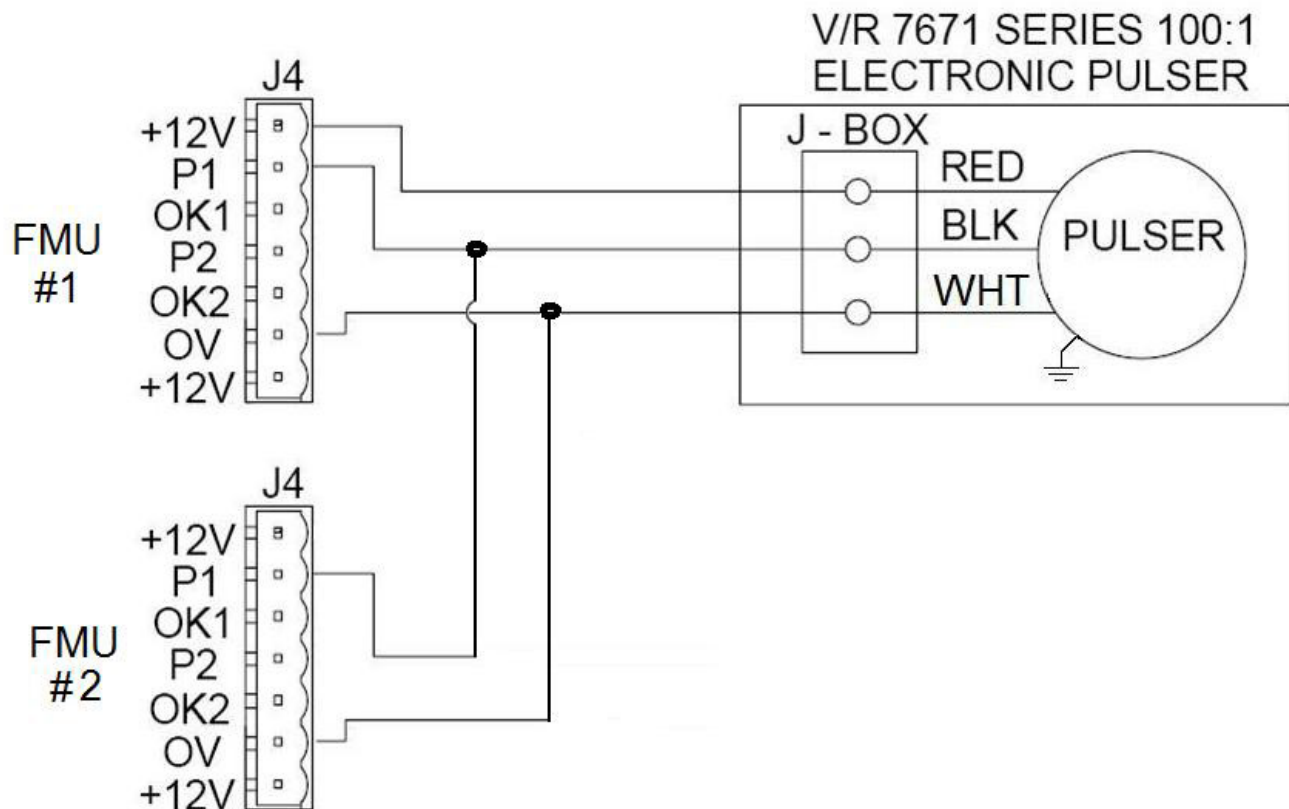 V/R 7671 SERIES 100:1
ELECTRONIC PULSER
J4
+12V
P1
OK1
P2
OK2
OV
+12V
FMU
#1
J - BOX
RED
BLK
WHT
PULSER
J4
+12V
P1
OK1
P2
OK2
OV
+12V
FMU
#2